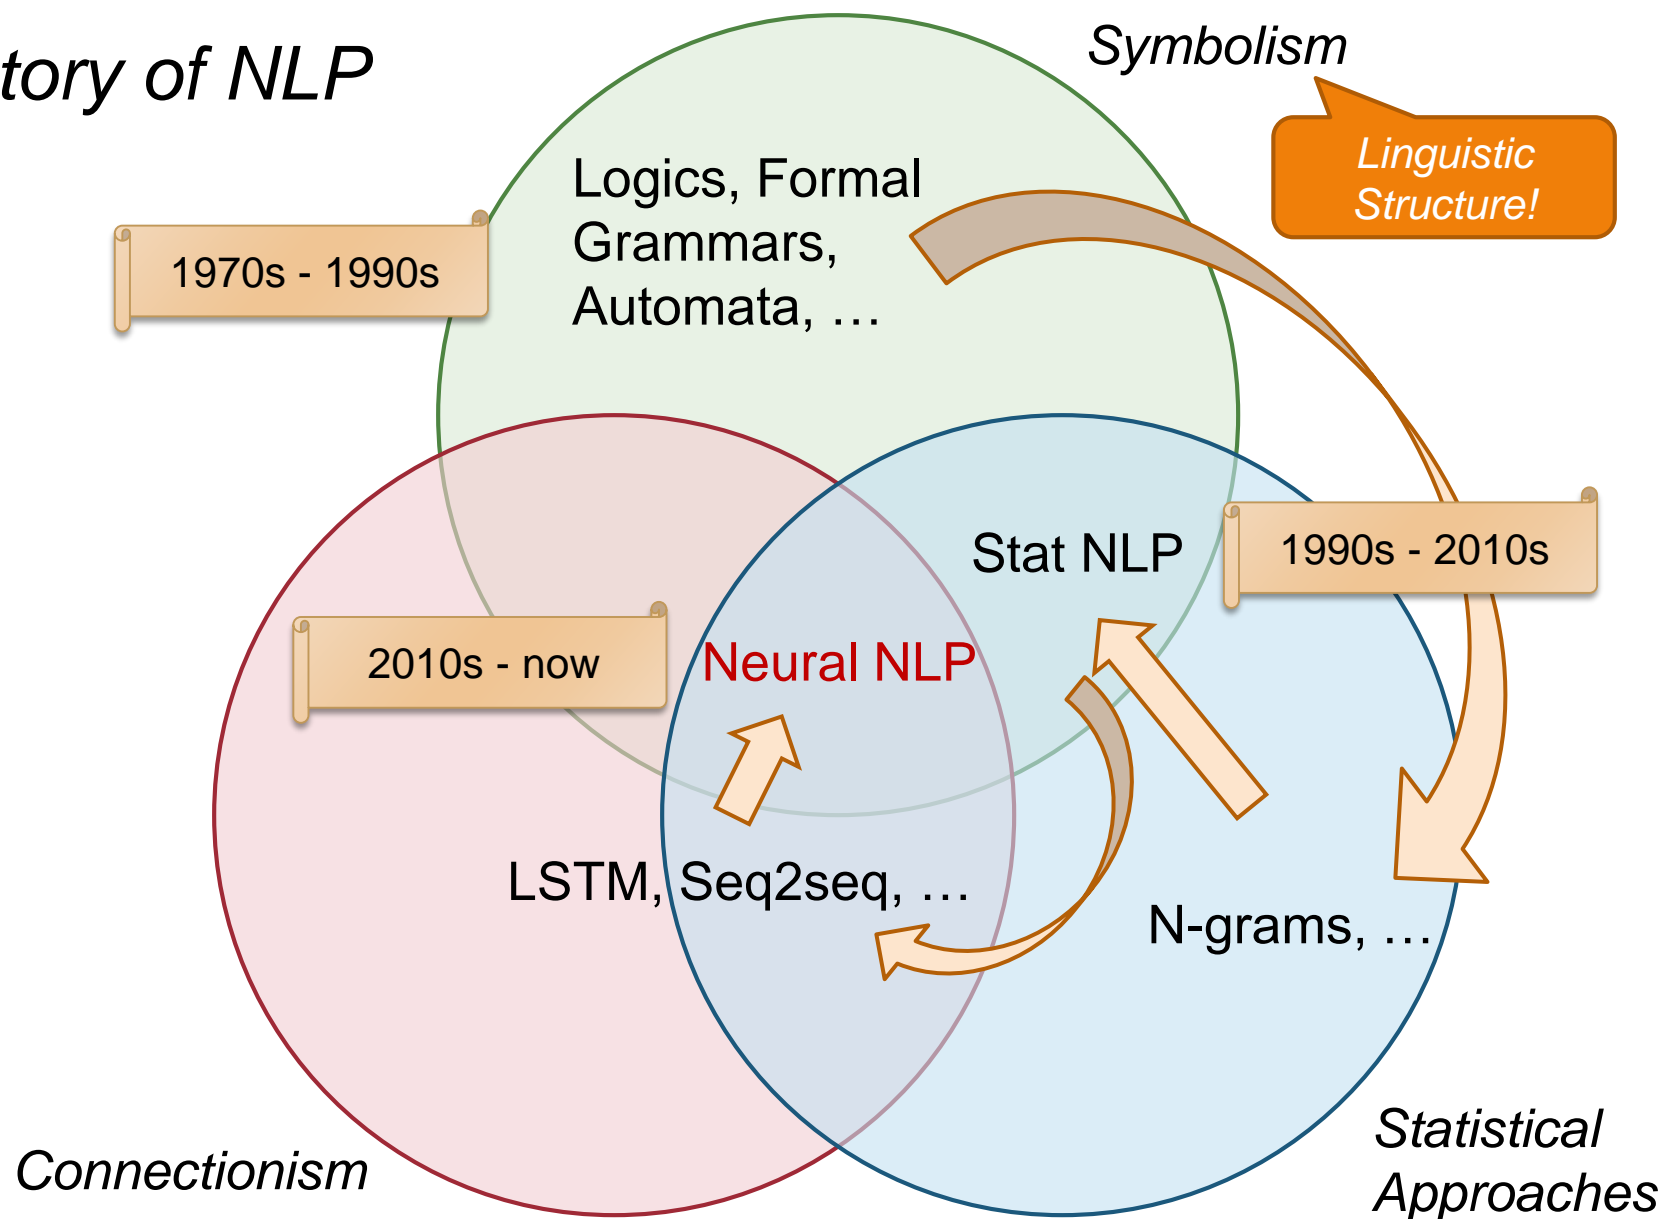 tory of NLP
Symbolism
Linguistic
Structure!
Logics, Formal
Grammars,
Automata, …
1970s - 1990s
Stat NLP
1990s - 2010s
2010s - now
Neural NLP
LSTM, Seq2seq, …
N-grams, …
Connectionism
Statistical
Approaches